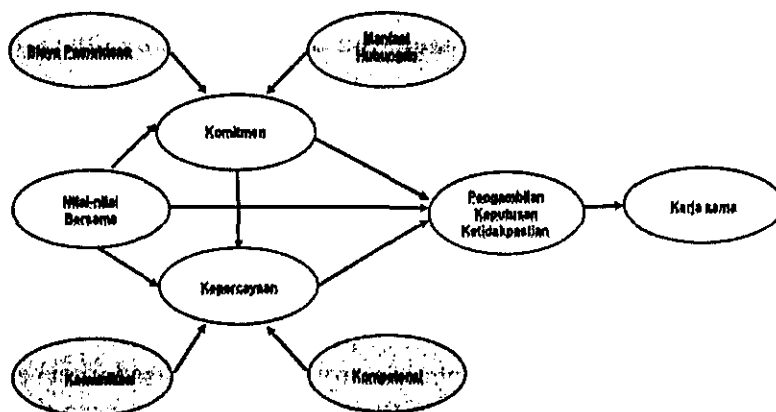 Biaya Pemutusan
Manfaat
Hubungan
Komitmen
Nilai-nilai
Bersama
Pengambilan
Keputusan
Ketidakpastian
Kerja sama
Kepercayaan
Komunikasi
Kompetensi